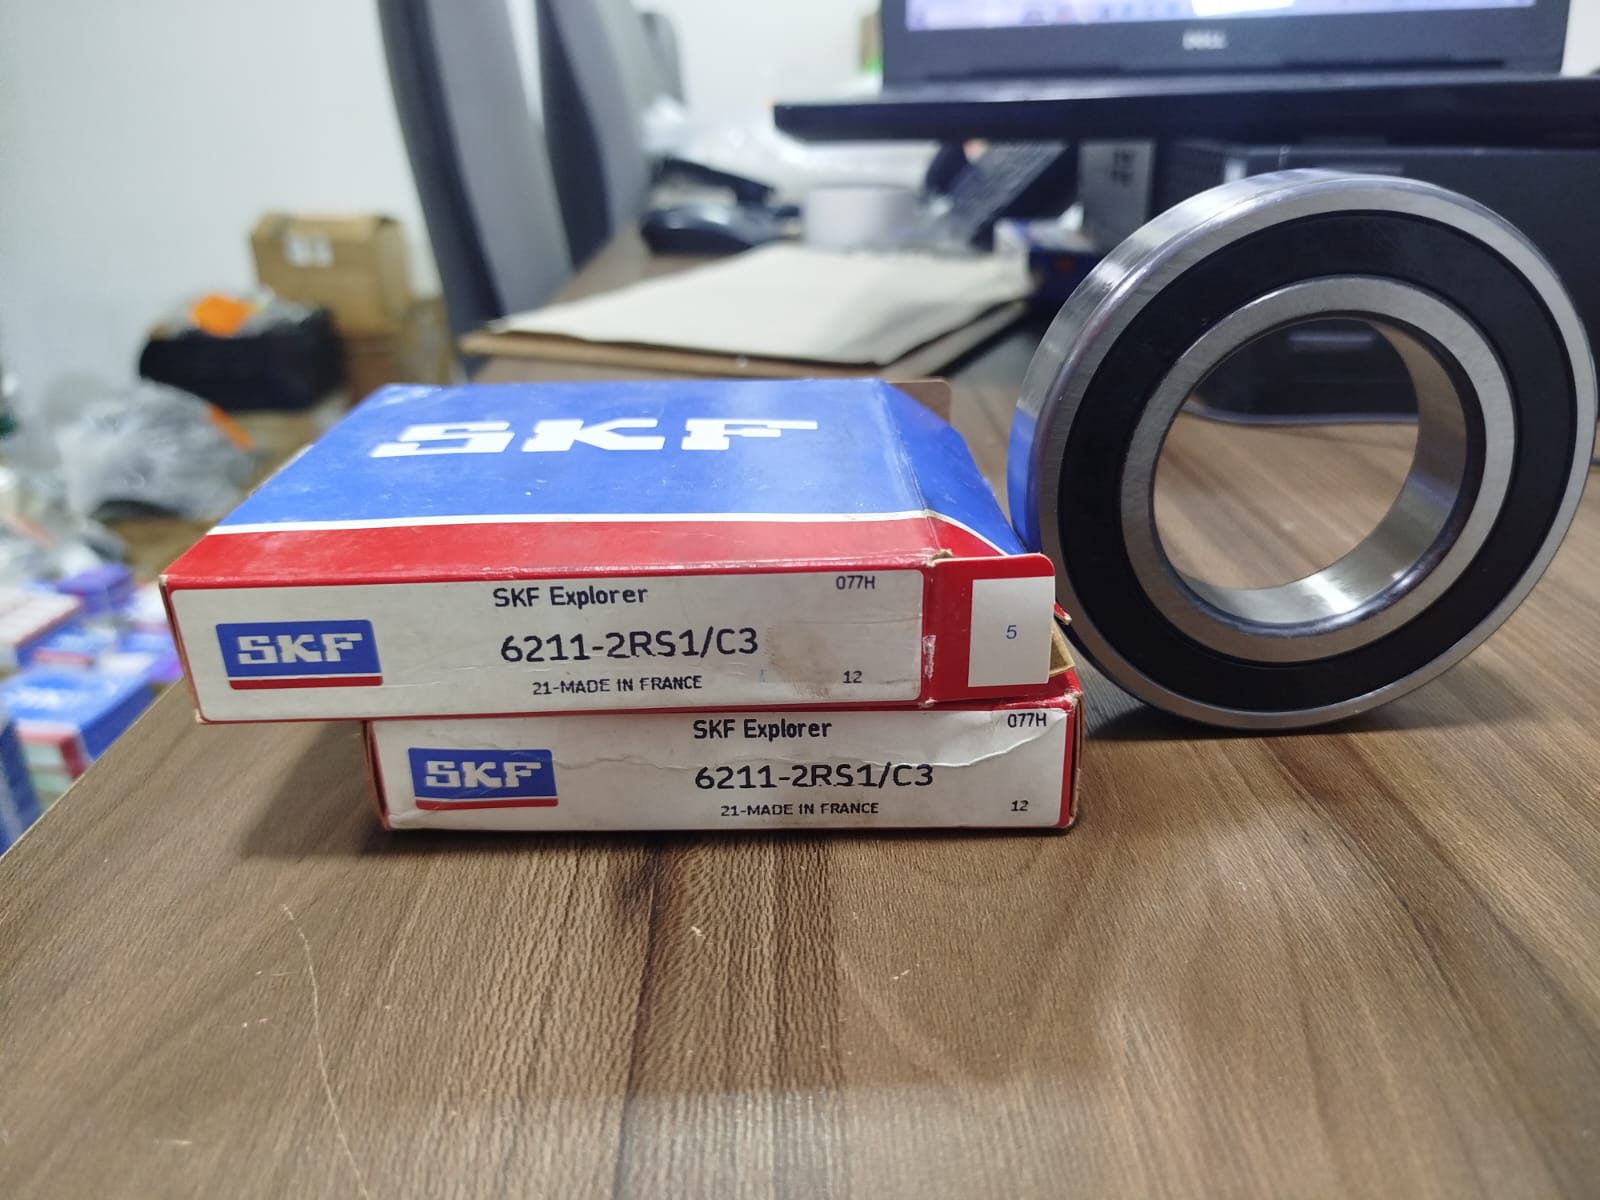 DELL
SKF
SKF Explorer
077H
SKF
6211-2RS1/C3
5
21-MADE IN FRANCE
12
SKF Explorer
077H
SKF
6211-2RS1/C3
21-MADE IN FRANCE
12